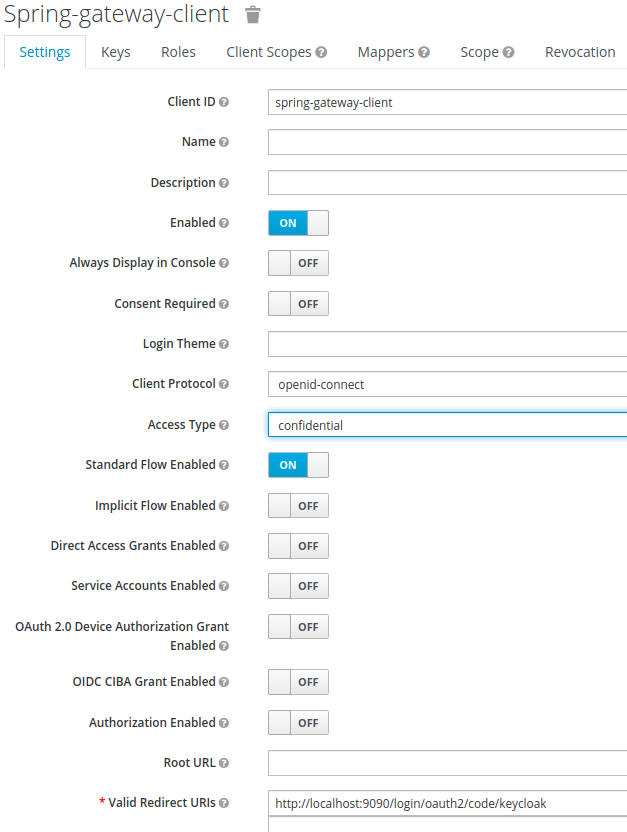 Spring-gateway-client
Settings Keys Roles Client Scopes Mappers Scope Revocation
Client ID spring-gateway-client
Name
Description
Enabled ON
Always Display in Console OFF
Consent Required OFF
Login Theme
Client Protocol openid-connect
Access Type confidential
Standard Flow Enabled ON
Implicit Flow Enabled OFF
Direct Access Grants Enabled OFF
Service Accounts Enabled OFF
OAuth 2.0 Device Authorization Grant
Enabled OFF
OIDC CIBA Grant Enabled OFF
Authorization Enabled OFF
Root URL
* Valid Redirect URIs http://localhost:9090/login/oauth2/code/keycloak